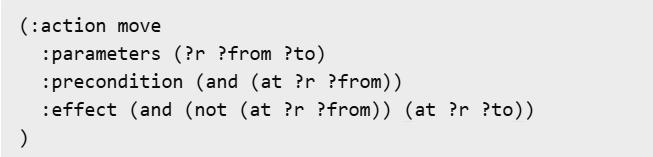 (:action move
  :parameters (?r ?from ?to)
  :precondition (and (at ?r ?from))
  :effect (and (not (at ?r ?from)) (at ?r ?to))
)